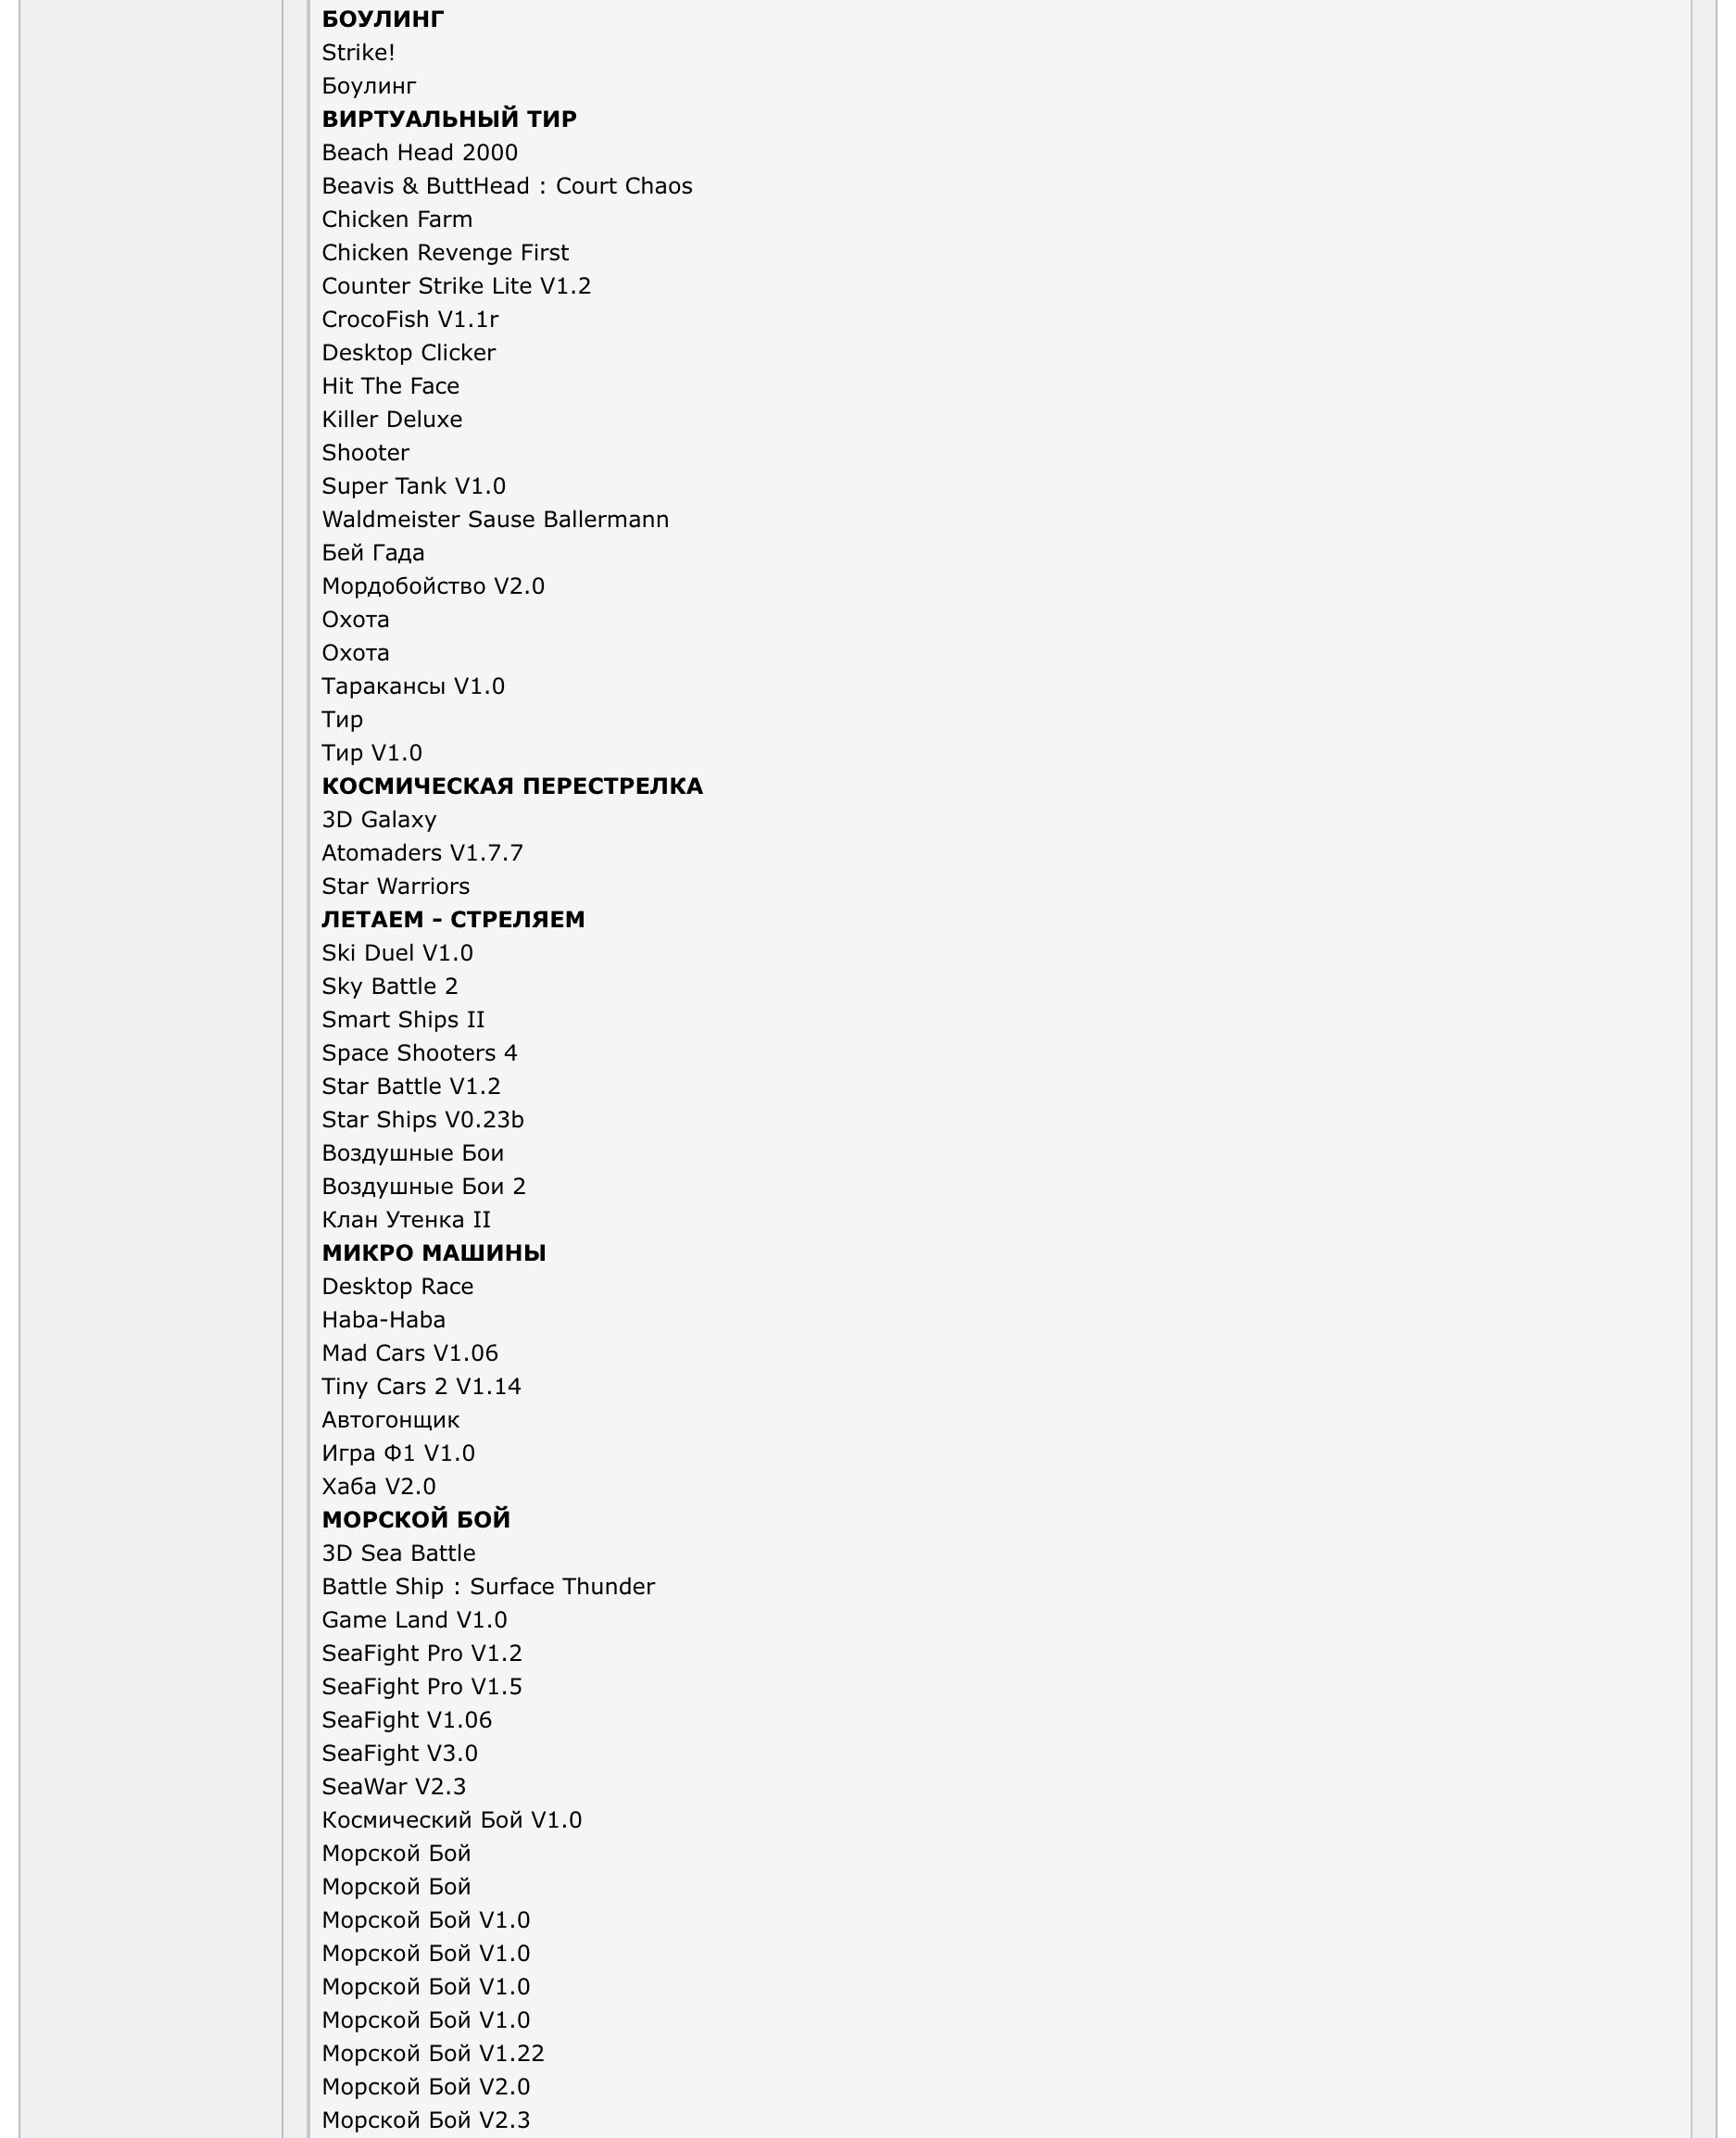 БОУЛИНГ
Strike!
Боулинг
ВИРТУАЛЬНЫЙ ТИР
Beach Head 2000
Beavis & ButtHead : Court Chaos
Chicken Farm
Chicken Revenge First
Counter Strike Lite V1.2
CrocoFish V1.1r
Desktop Clicker
Hit The Face
Killer Deluxe
Shooter
Super Tank V1.0
Waldmeister Sause Ballermann
Бей Гада
Мордобойство V2.0
Охота
Охота
Таракансы V1.0
Тир
Тир V1.0
КОСМИЧЕСКАЯ ПЕРЕСТРЕЛКА
3D Galaxy
Atomaders V1.7.7
Star Warriors
ЛЕТАЕМ – СТРЕЛЯЕМ
Ski Duel V1.0
Sky Battle 2
Smart Ships II
Space Shooters 4
Star Battle V1.2
Star Ships V0.23b
Воздушные Бои
Воздушные Бои 2
Клан Утенка II
МИКРО МАШИНЫ
Desktop Race
Haba-Haba
Mad Cars V1.06
Tiny Cars 2 V1.14
Автогонщик
Игра Ф1 V1.0
Хаба V2.0
МОРСКОЙ БОЙ
3D Sea Battle
Battle Ship : Surface Thunder
Game Land V1.0
SeaFight Pro V1.2
SeaFight Pro V1.5
SeaFight V1.06
SeaFight V3.0
SeaWar V2.3
Космический Бой V1.0
Морской Бой
Морской Бой
Морской Бой V1.0
Морской Бой V1.0
Морской Бой V1.0
Морской Бой V1.0
Морской Бой V1.22
Морской Бой V2.0
Морской Бой V2.3